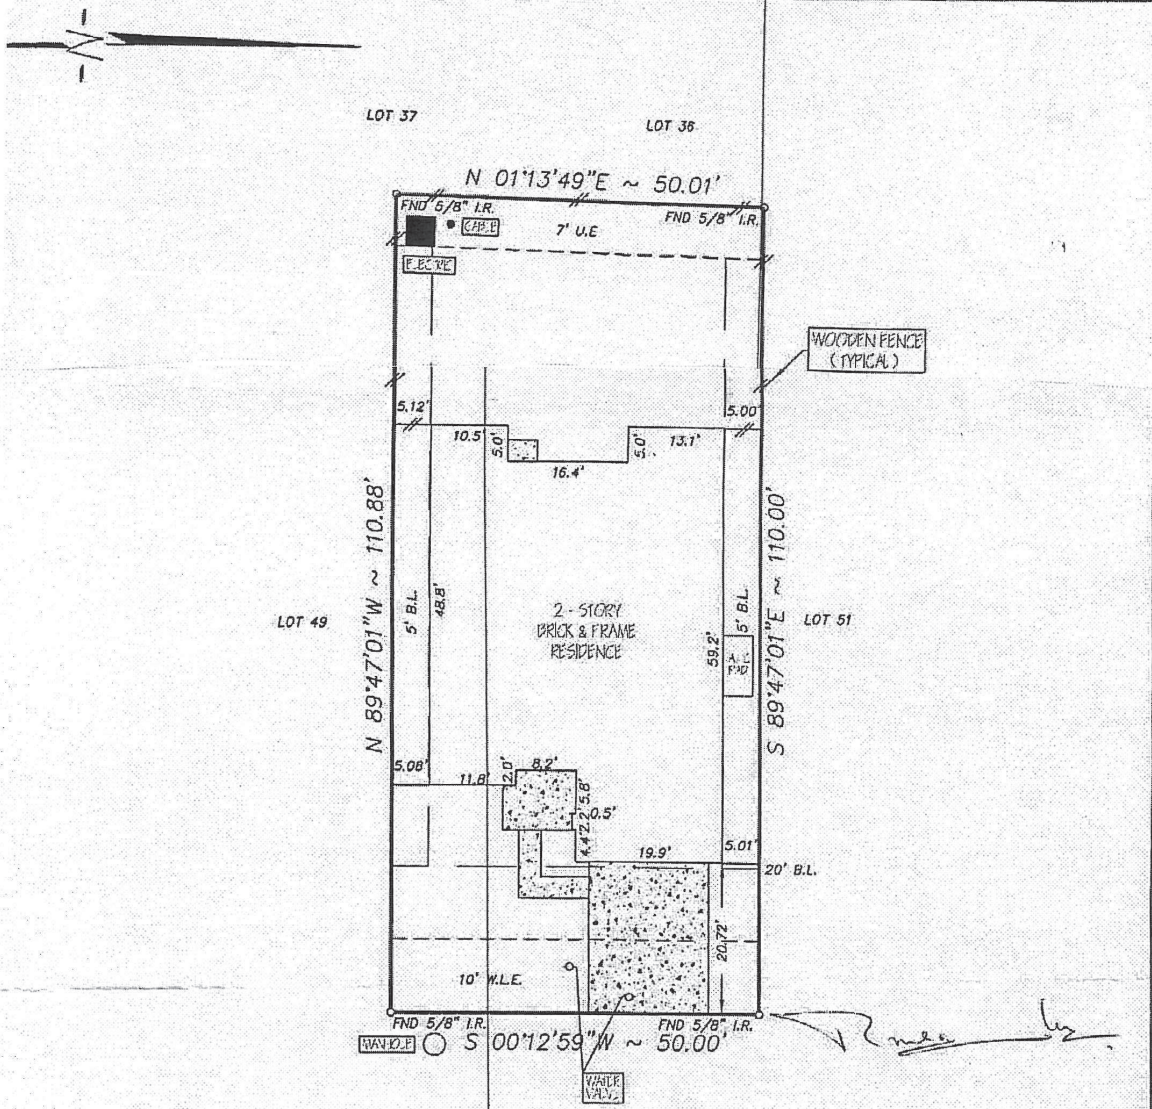 LOT 37
LOT 36
N 01°13'49"E ~ 50.01'
FND 5/8" I.R.
FND 5/8" I.R.
CABLE
7' U.E
ELECTRIC
WOODEN FENCE
(TYPICAL)
5.12'
5.00'
10.5'
5.0'
5.0'
13.1'
16.4'
N 89°47'01"W ~ 110.88'
S 89°47'01"E ~ 110.00'
5' B.L.
48.8'
LOT 49
2 - STORY
BRICK & FRAME
RESIDENCE
59.2'
5' B.L.
LOT 51
A/C
PAD
5.08'
11.8'
2.0'
8.2'
5.8'
0.5'
2.2'
4.4'
19.9'
5.01'
20' B.L.
20.72'
10' W.L.E.
FND 5/8" I.R.
FND 5/8" I.R.
MANHOLE
S 00°12'59"W ~ 50.00'
WATER
VALVE